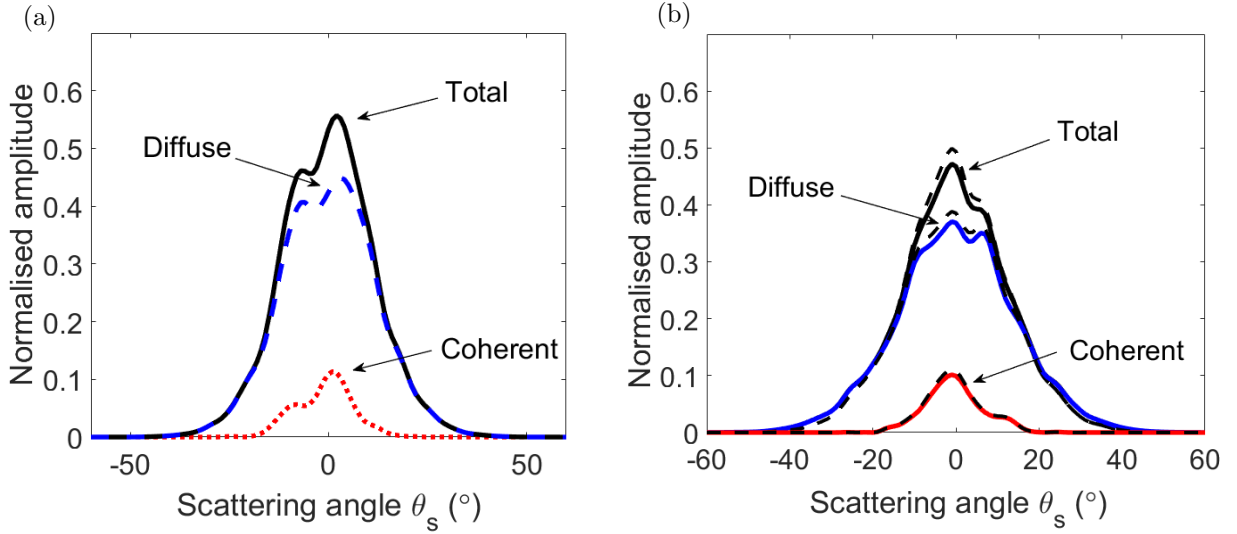 (a)
Normalised amplitude
0.6
0.5
0.4
0.3
0.2
0.1
0
Total
Diffuse
Coherent
-50
0
50
Scattering angle θs (°)
(b)
Normalised amplitude
0.6
0.5
0.4
0.3
0.2
0.1
0
Total
Diffuse
Coherent
-60
-40
-20
0
20
40
60
Scattering angle θs (°)